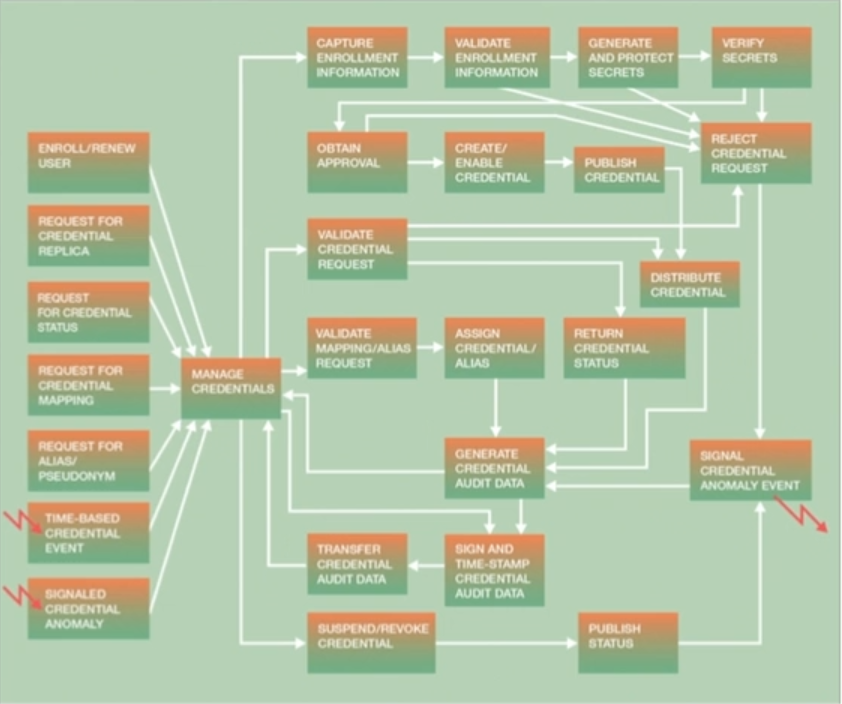 CAPTURE
ENROLLMENT
INFORMATION
VALIDATE
ENROLLMENT
INFORMATION
GENERATE
AND PROTECT
SECRETS
VERIFY
SECRETS
ENROLL/RENEW
USER
OBTAIN
APPROVAL
CREATE/
ENABLE
CREDENTIAL
PUBLISH
CREDENTIAL
REJECT
CREDENTIAL
REQUEST
REQUEST FOR
CREDENTIAL
REPLICA
VALIDATE
CREDENTIAL
REQUEST
DISTRIBUTE
CREDENTIAL
REQUEST
FOR CREDENTIAL
STATUS
VALIDATE
MAPPING/ALIAS
REQUEST
ASSIGN
CREDENTIAL/
ALIAS
RETURN
CREDENTIAL
STATUS
REQUEST FOR
CREDENTIAL
MAPPING
MANAGE
CREDENTIALS
REQUEST FOR
ALIAS/
PSEUDONYM
GENERATE
CREDENTIAL
AUDIT DATA
SIGNAL
CREDENTIAL
ANOMALY EVENT
TIME-BASED
CREDENTIAL
EVENT
TRANSFER
CREDENTIAL
AUDIT DATA
SIGN AND
TIME-STAMP
CREDENTIAL
AUDIT DATA
SIGNALED
CREDENTIAL
ANOMALY
SUSPEND/REVOKE
CREDENTIAL
PUBLISH
STATUS